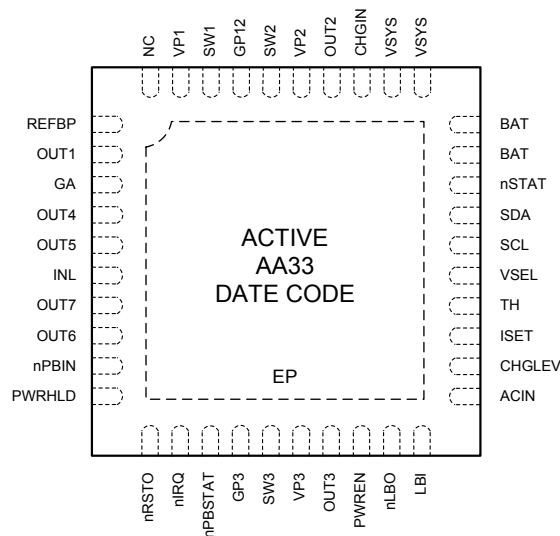 NC VP1 SW1 GP12 SW2 VP2 OUT2 CHGIN VSYS VSYS
REFBP
OUT1
GA
OUT4
OUT5
INL
OUT7
OUT6
nPBIN
PWRHLD
ACTIVE
AA33
DATE CODE
EP
BAT
BAT
nSTAT
SDA
SCL
VSEL
TH
ISET
CHGLEV
ACIN
nRSTO nIRQ nPBSTAT GP3 SW3 VP3 OUT3 PWREN nLBO LBI